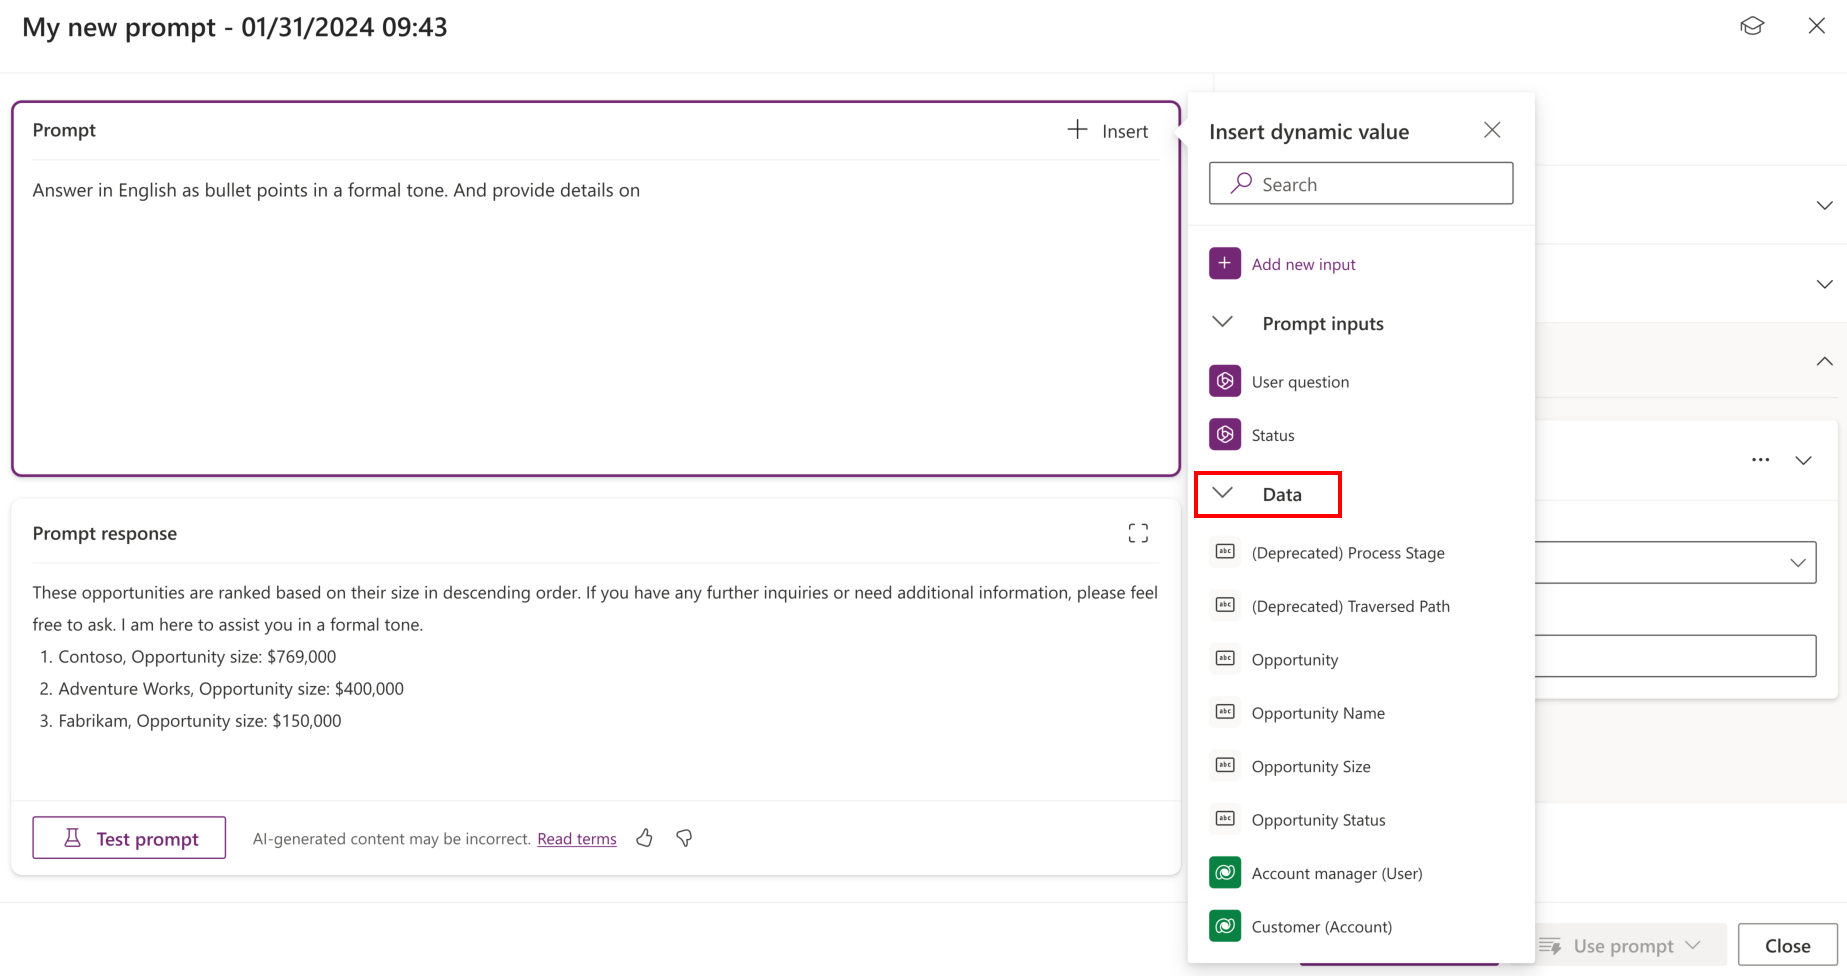 My new prompt - 01/31/2024 09:43
Prompt
Insert
Answer in English as bullet points in a formal tone. And provide details on
Prompt response
These opportunities are ranked based on their size in descending order. If you have any further inquiries or need additional information, please feel
free to ask. I am here to assist you in a formal tone.
1. Contoso, Opportunity size: $769,000
2. Adventure Works, Opportunity size: $400,000
3. Fabrikam, Opportunity size: $150,000
Test prompt
AI-generated content may be incorrect. Read terms
Insert dynamic value
Search
Add new input
Prompt inputs
User question
Status
Data
abc (Deprecated) Process Stage
abc (Deprecated) Traversed Path
abc Opportunity
abc Opportunity Name
abc Opportunity Size
abc Opportunity Status
Account manager (User)
Customer (Account)
Use prompt
Close